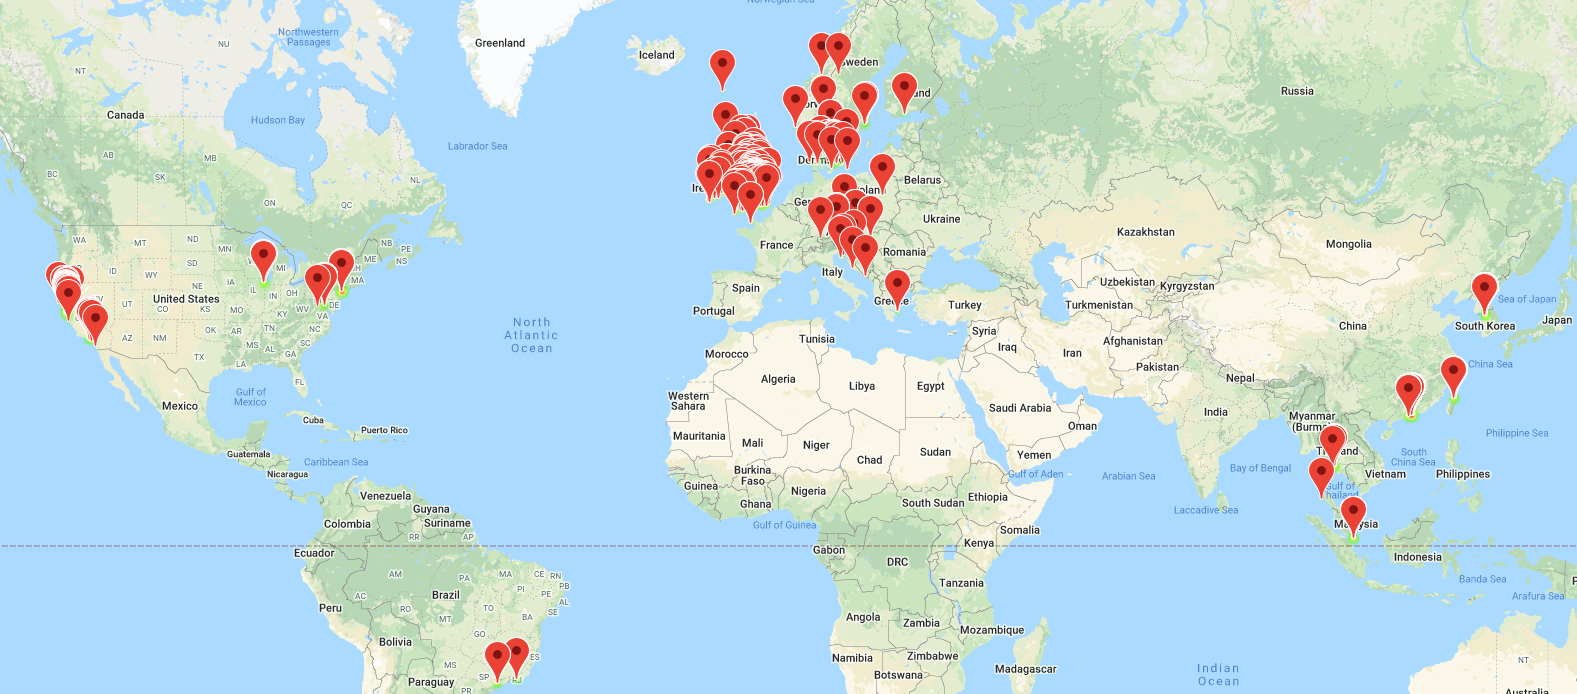 Norwegian Sea
Greenland
Iceland
Sweden
Northwestern
Passages
NU
NT
Canada
Hudson Bay
Labrador Sea
Russia
AB
MB
BC
SK
ON
QC
NB
PE
NS
Belarus
Ukraine
Kazakhstan
Mongolia
France
Romania
Italy
Spain
Portugal
Greece
Turkey
Uzbekistan
Kyrgyzstan
Turkmenistan
Sea of Japan
South Korea
Japan
China
WA
MT
ND
MN
SD
WI
MI
ID
WY
NE
IA
IL
IN
OH
MA
United States
UT
CO
KS
MO
KY
WV
VA
DE
AZ
NM
OK
AR
TN
NC
MS
AL
SC
GA
TX
LA
FL
North
Atlantic
Ocean
Tunisia
Syria
Iraq
Iran
Afghanistan
Pakistan
Morocco
Algeria
Libya
Egypt
Nepal
China Sea
Gulf of
Mexico
Mexico
Cuba
Puerto Rico
Western
Sahara
Saudi Arabia
Oman
India
Myanmar
(Burma)
Thailand
Mauritania
Mali
Niger
Chad
Sudan
Yemen
Philippine Sea
Guatemala
Caribbean Sea
Nicaragua
Burkina
Faso
Gulf of Aden
Arabian Sea
Bay of Bengal
South
China Sea
Vietnam
Philippines
Gulf of
Thailand
Guinea
Ghana
Nigeria
South Sudan
Ethiopia
Laccadive Sea
Venezuela
Guyana
Suriname
Colombia
Gulf of Guinea
Somalia
Malaysia
RR
AP
Ecuador
Gabon
Kenya
DRC
Indonesia
Tanzania
Banda Sea
Arafura Sea
AM
PA
MA
CE
RN
PB
PE
AL
SE
PI
AC
RO
TO
BA
MT
Peru
Brazil
Angola
Zambia
Mozambique
Bolivia
GO
MS
SP
ES
RJ
PR
Paraguay
Namibia
Zimbabwe
Botswana
Madagascar
Indian
Ocean
NT
Australia